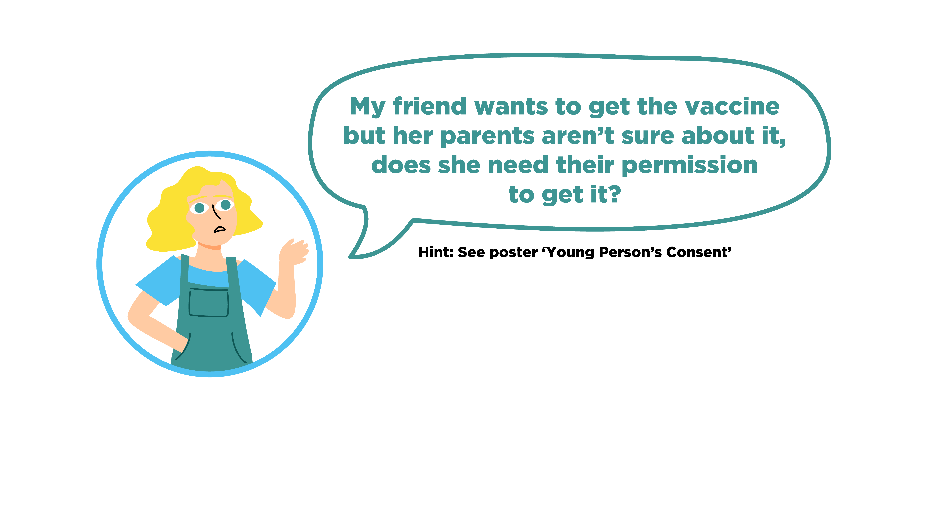 My friend wants to get the vaccine
but her parents aren’t sure about it,
does she need their permission
to get it?
Hint: See poster ‘Young Person’s Consent’